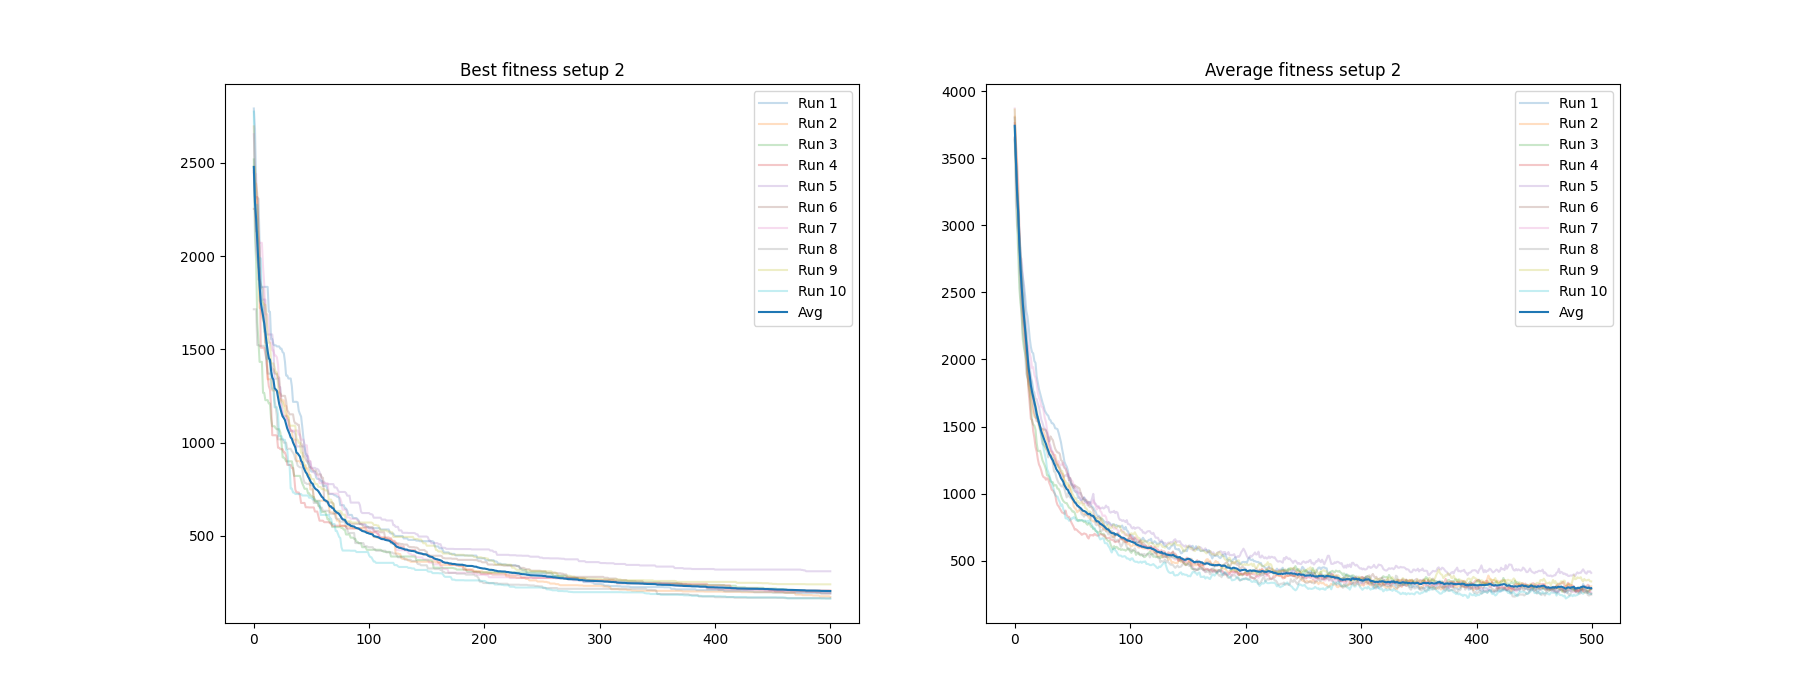 Best fitness setup 2
2500
2000
1500
1000
500
0
100
200
300
400
500
Run 1
Run 2
Run 3
Run 4
Run 5
Run 6
Run 7
Run 8
Run 9
Run 10
Avg
Average fitness setup 2
4000
3500
3000
2500
2000
1500
1000
500
0
100
200
300
400
500
Run 1
Run 2
Run 3
Run 4
Run 5
Run 6
Run 7
Run 8
Run 9
Run 10
Avg